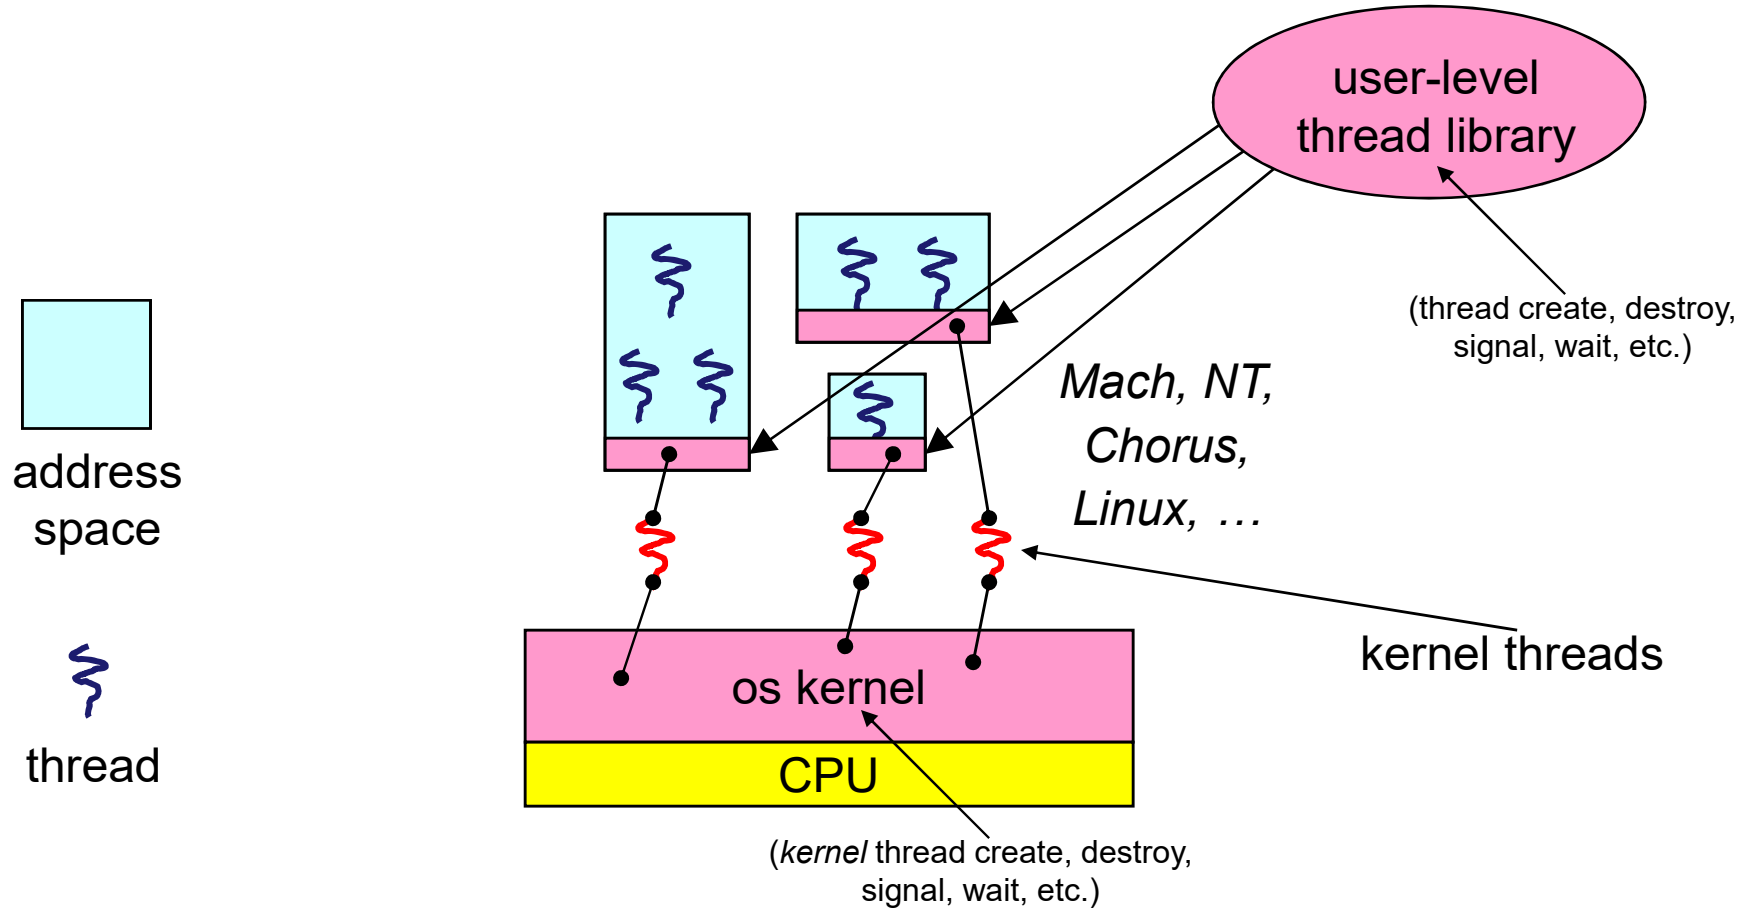 user-level
thread library
(thread create, destroy,
signal, wait, etc.)
Mach, NT,
Chorus,
Linux, …
address
space
kernel threads
os kernel
thread
CPU
(kernel thread create, destroy,
signal, wait, etc.)